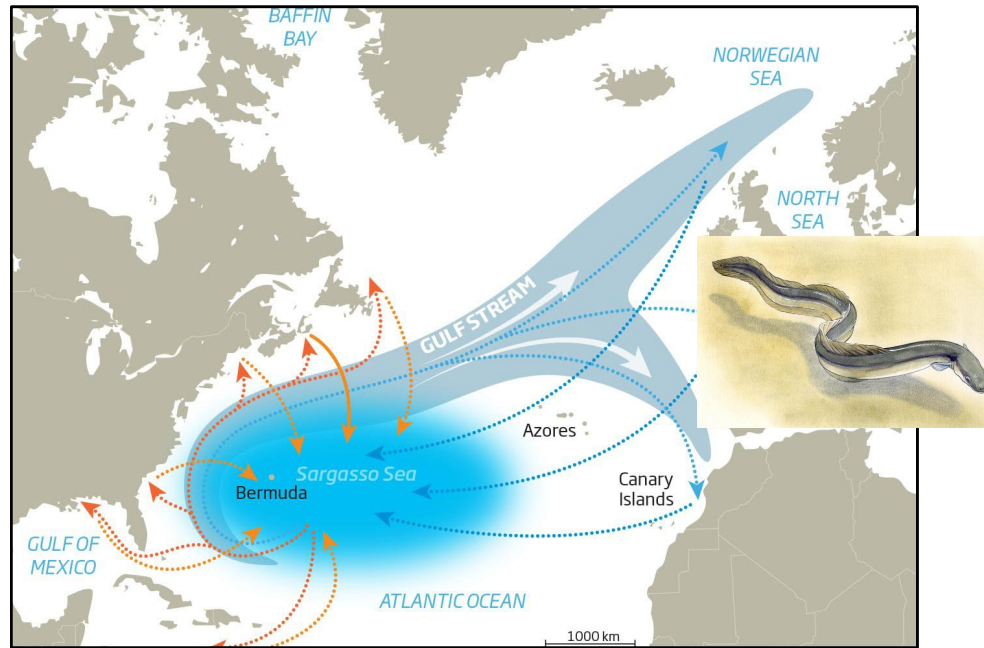 BAFFIN
BAY
NORWEGIAN
SEA
NORTH
SEA
GULF STREAM
Azores
Sargasso Sea
Bermuda
Canary
Islands
GULF OF
MEXICO
ATLANTIC OCEAN
1000 km